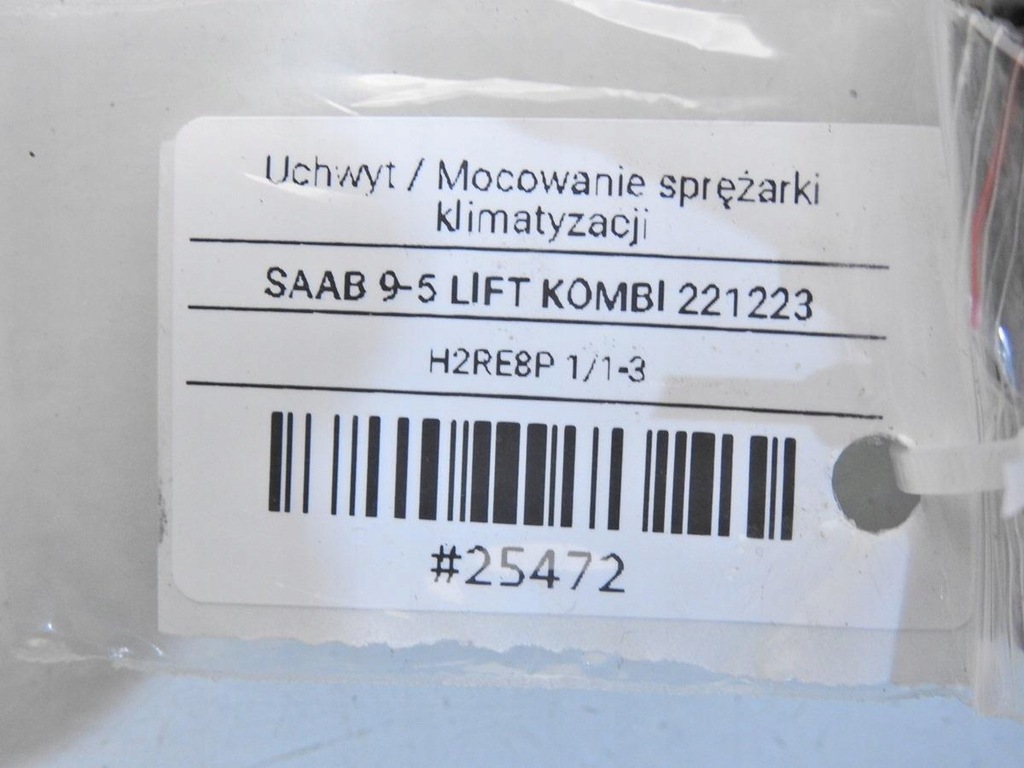 Uchwyt / Mocowanie sprężarki
klimatyzacji
SAAB 9-5 LIFT KOMBI 221223
H2RE8P 1/1-3
#25472